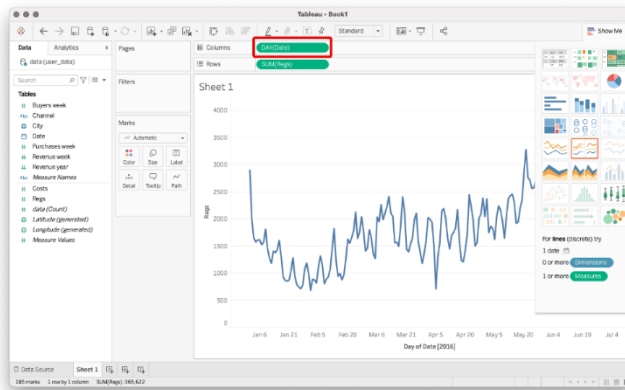 Tableau - Book1
Standard
Show Me
Data
Analytics
Pages
Columns
DAY(Date)
data (user_data)
Rows
SUM(Regs)
Search
Filters
Sheet 1
Tables
Buyers week
Abc Channel
City
Date
Purchases week
Revenue week
Revenue year
Abc Measure Names
Costs
Regs
data (Count)
Latitude (generated)
Longitude (generated)
Measure Values
Marks
Automatic
Color
Size
Label
Detail
Tooltip
Path
4000
3500
3000
2500
2000
1500
1000
500
0
Regs
Jan 6
Jan 21
Feb 5
Feb 20
Mar 6
Mar 21
Apr 5
Apr 20
May 5
May 20
Jun 4
Jun 19
Jul 4
Day of Date [2016]
For lines (discrete) try
1 date
0 or more Dimensions
1 or more Measures
Data Source
Sheet 1
185 marks
1 row by 1 column
SUM(Regs): 365,622